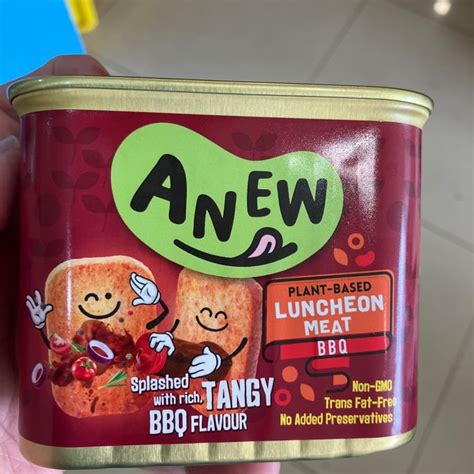 ANEW
PLANT-BASED
LUNCHEON
MEAT
BBQ
Splashed
with rich, TANGY
BBQ FLAVOUR
Non-GMO
Trans Fat-Free
No Added Preservatives